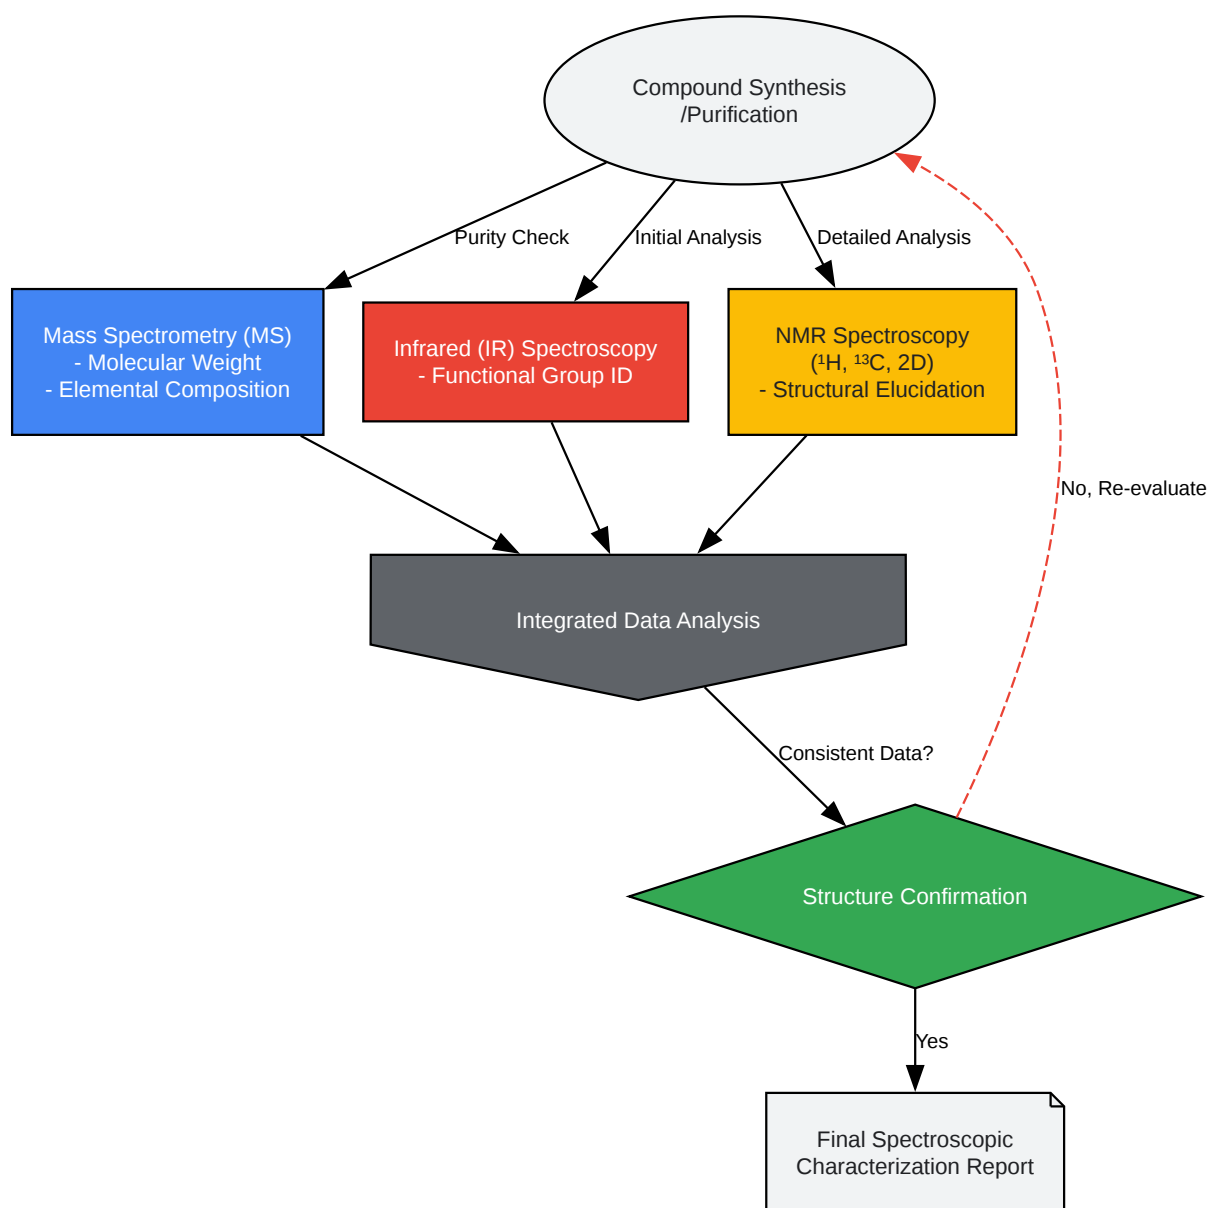 Compound Synthesis
/Purification
Purity Check
Initial Analysis
Detailed Analysis
Mass Spectrometry (MS)
- Molecular Weight
- Elemental Composition
Infrared (IR) Spectroscopy
- Functional Group ID
NMR Spectroscopy
(¹H, ¹³C, 2D)
- Structural Elucidation
No, Re-evaluate
Integrated Data Analysis
Consistent Data?
Structure Confirmation
Yes
Final Spectroscopic
Characterization Report